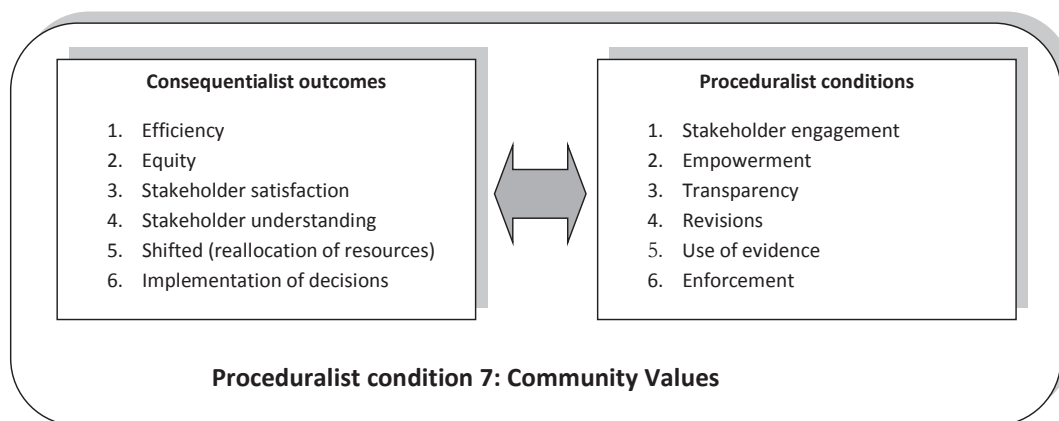 Consequentialist outcomes
1. Efficiency
2. Equity
3. Stakeholder satisfaction
4. Stakeholder understanding
5. Shifted (reallocation of resources)
6. Implementation of decisions
Proceduralist conditions
1. Stakeholder engagement
2. Empowerment
3. Transparency
4. Revisions
5. Use of evidence
6. Enforcement
Proceduralist condition 7: Community Values